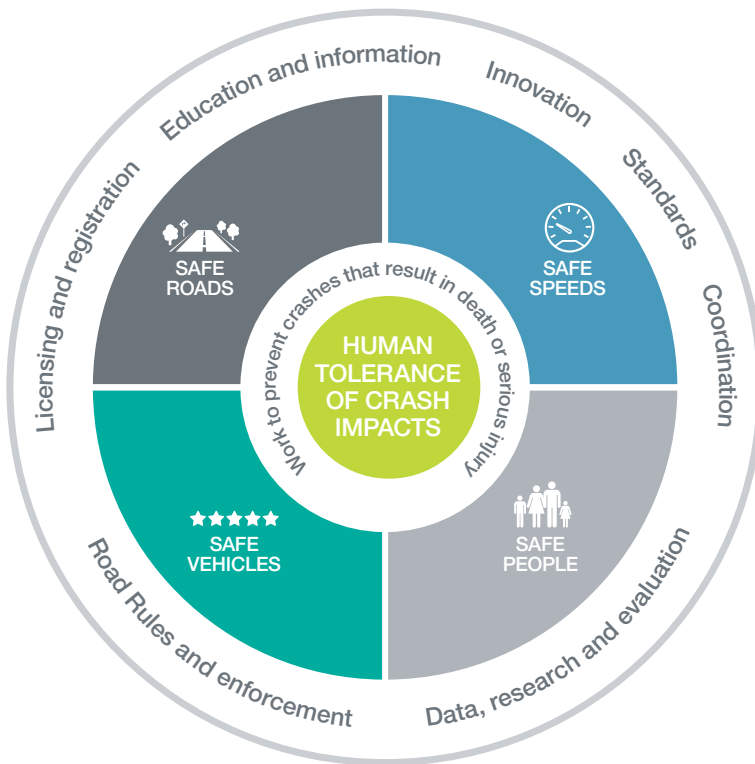 Education and information
Innovation
Standards
Coordination
Data, research and evaluation
Road Rules and enforcement
Licensing and registration
SAFE
ROADS
SAFE
SPEEDS
Work to prevent crashes that result in death or serious injury
HUMAN
TOLERANCE
OF CRASH
IMPACTS
SAFE
VEHICLES
SAFE
PEOPLE